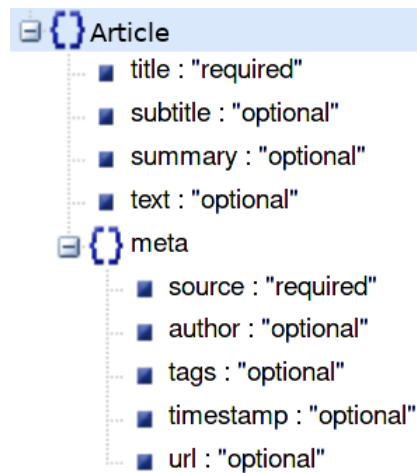 Article
title : "required"
subtitle : "optional"
summary : "optional"
text : "optional"
meta
source : "required"
author : "optional"
tags : "optional"
timestamp : "optional"
url : "optional"